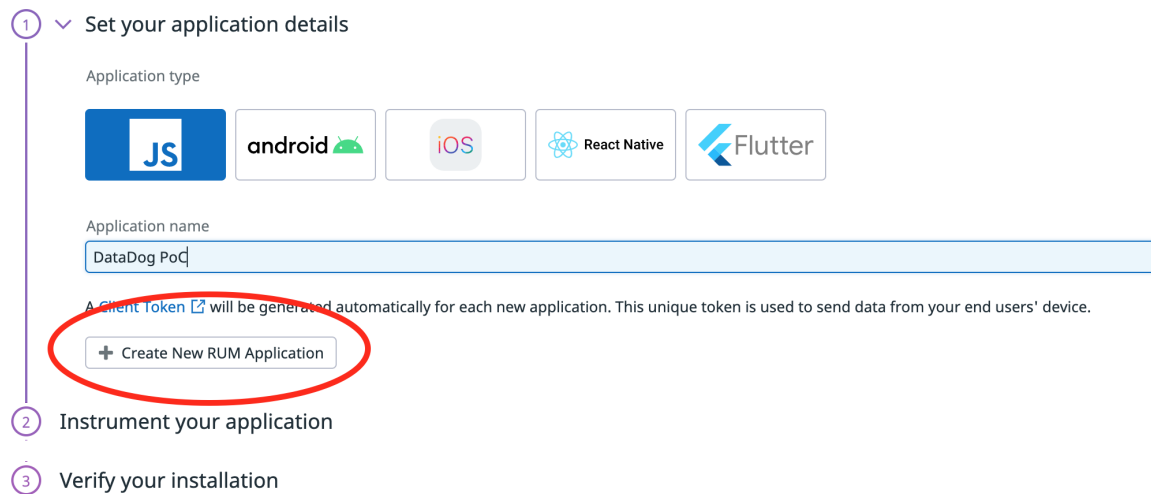 1
Set your application details
Application type
JS
android
iOS
React Native
Flutter
Application name
DataDog PoC
A Client Token will be generated automatically for each new application. This unique token is used to send data from your end users' device.
Create New RUM Application
2
Instrument your application
3
Verify your installation